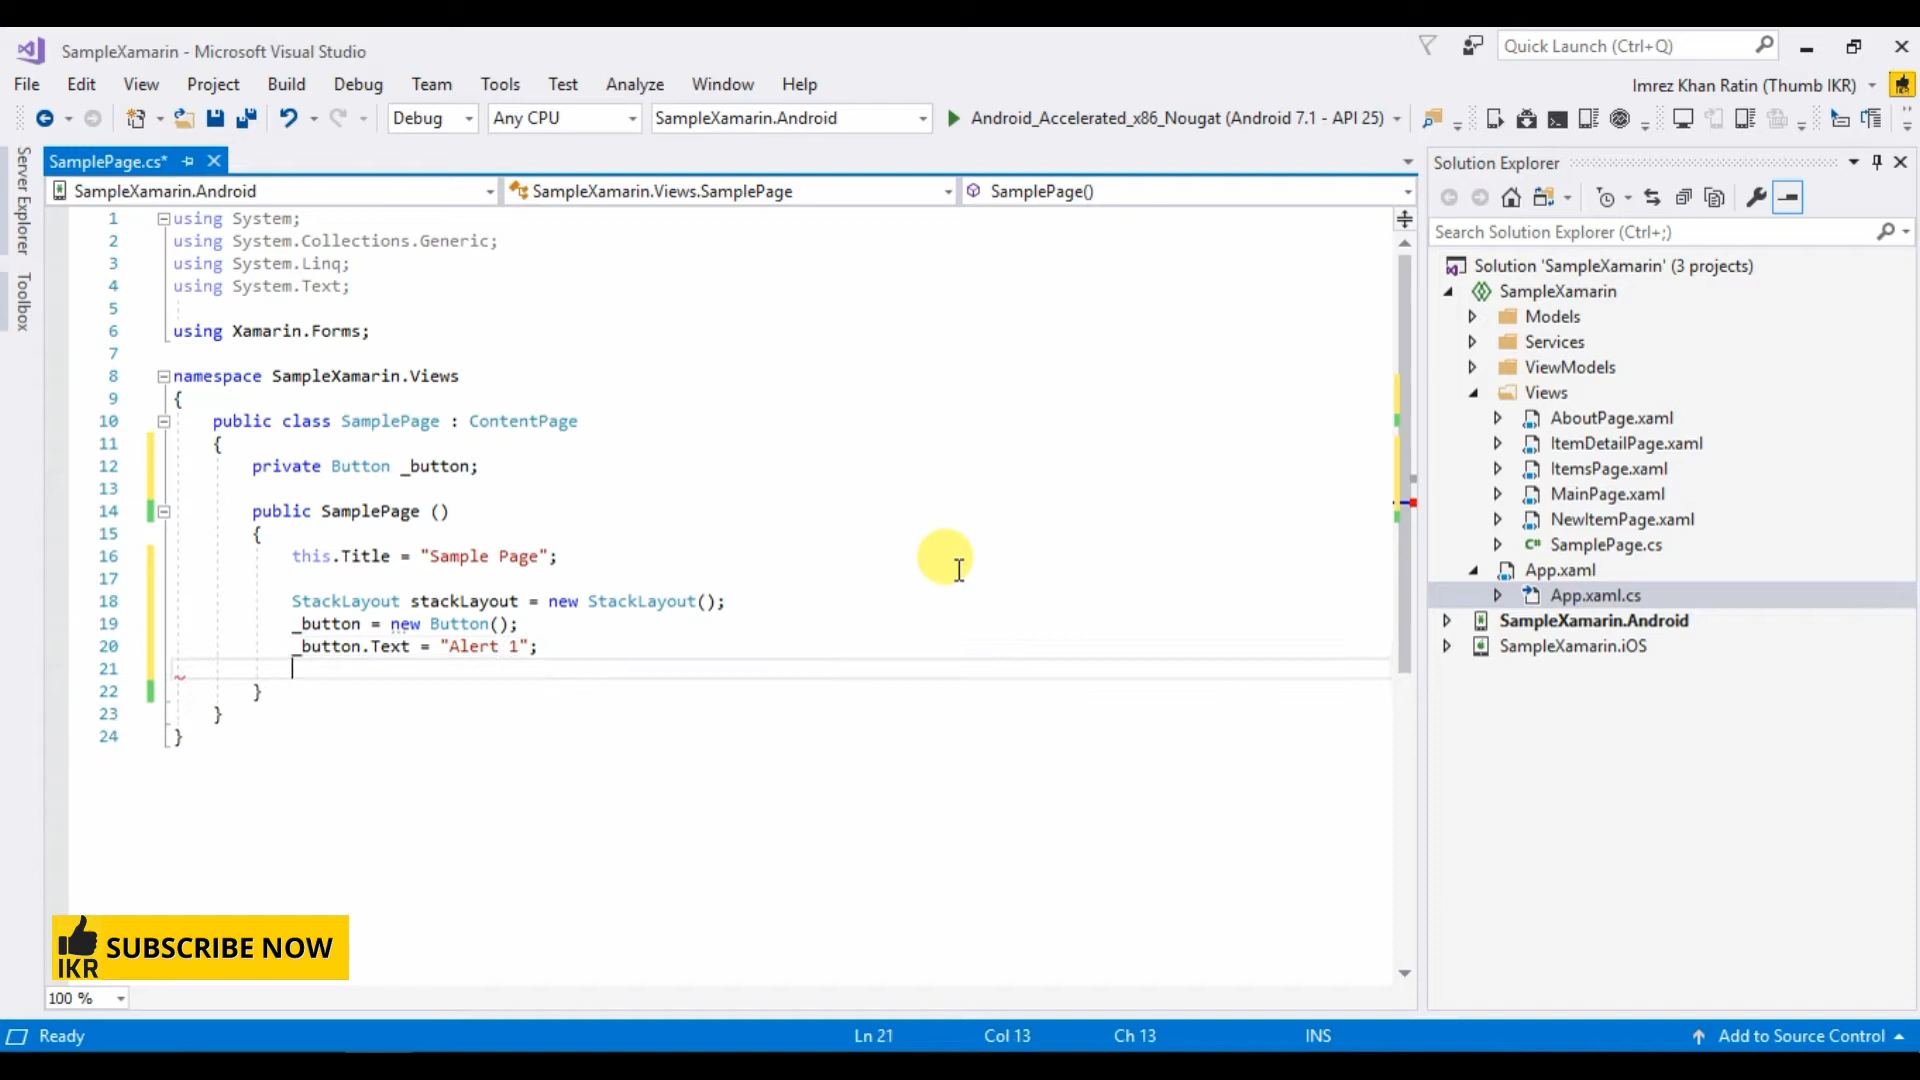 SampleXamarin - Microsoft Visual Studio
Quick Launch (Ctrl+Q)
File Edit View Project Build Debug Team Tools Test Analyze Window Help
Imrez Khan Ratin (Thumb IKR)
Debug Any CPU SampleXamarin.Android Android_Accelerated_x86_Nougat (Android 7.1 - API 25)
Server Explorer
Toolbox
SamplePage.cs*
SampleXamarin.Android SampleXamarin.Views.SamplePage SamplePage()
1 using System;
2 using System.Collections.Generic;
3 using System.Linq;
4 using System.Text;
5
6 using Xamarin.Forms;
7
8 namespace SampleXamarin.Views
9 {
10 public class SamplePage : ContentPage
11 {
12 private Button _button;
13
14 public SamplePage ()
15 {
16 this.Title = "Sample Page";
17
18 StackLayout stackLayout = new StackLayout();
19 _button = new Button();
20 _button.Text = "Alert 1";
21
22 }
23 }
24 }
Solution Explorer
Search Solution Explorer (Ctrl+;)
Solution 'SampleXamarin' (3 projects)
SampleXamarin
Models
Services
ViewModels
Views
AboutPage.xaml
ItemDetailPage.xaml
ItemsPage.xaml
MainPage.xaml
NewItemPage.xaml
C# SamplePage.cs
App.xaml
App.xaml.cs
SampleXamarin.Android
SampleXamarin.iOS
IKR SUBSCRIBE NOW
100 %
Ready Ln 21 Col 13 Ch 13 INS Add to Source Control